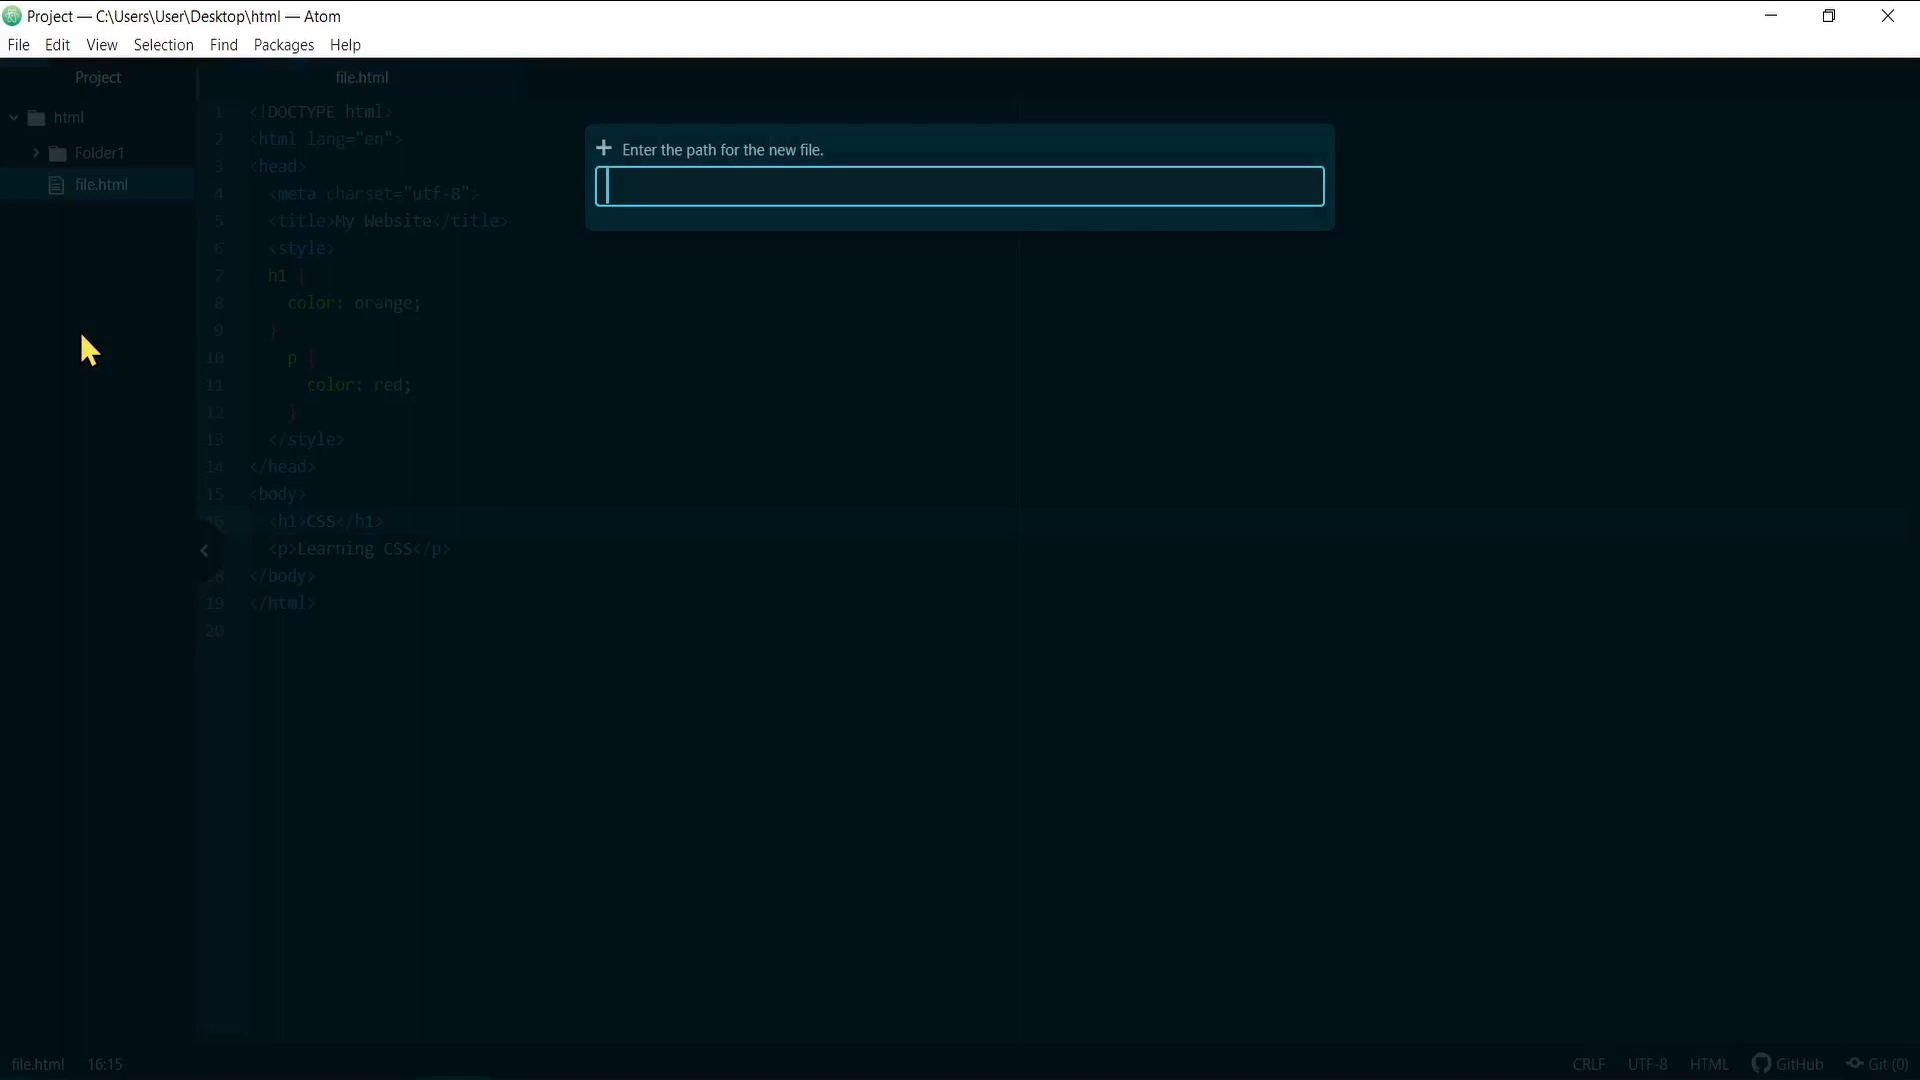 Project — C:\Users\User\Desktop\html — Atom
File Edit View Selection Find Packages Help
Project
file.html
html
Folder1
file.html
Enter the path for the new file.
1 <!DOCTYPE html>
2 <html lang="en">
3 <head>
4 <meta charset="utf-8">
5 <title>My Website</title>
6 <style>
7 h1 {
8 color: orange;
9 }
10 p {
11 color: red;
12 }
13 </style>
14 </head>
15 <body>
16 <h1>CSS</h1>
<p>Learning CSS</p>
18 </body>
19 </html>
20
file.html 16:15 CRLF UTF-8 HTML GitHub Git (0)